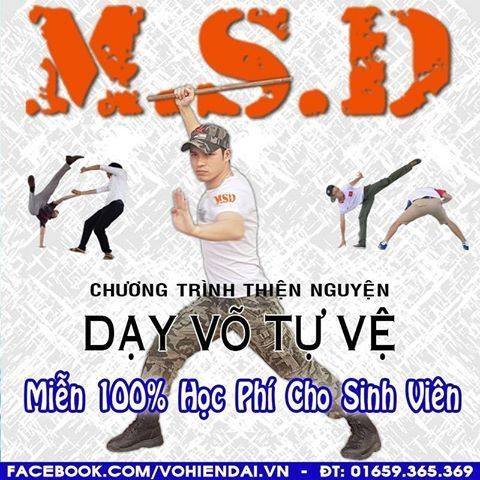 M.S.D
M.S.D
CHƯƠNG TRÌNH THIỆN NGUYỆN
DẠY VÕ TỰ VỆ
Miễn 100% Học Phí Cho Sinh Viên
FACEBOOK.COM/VOHIENDAI.VN - ĐT: 01659.365.369